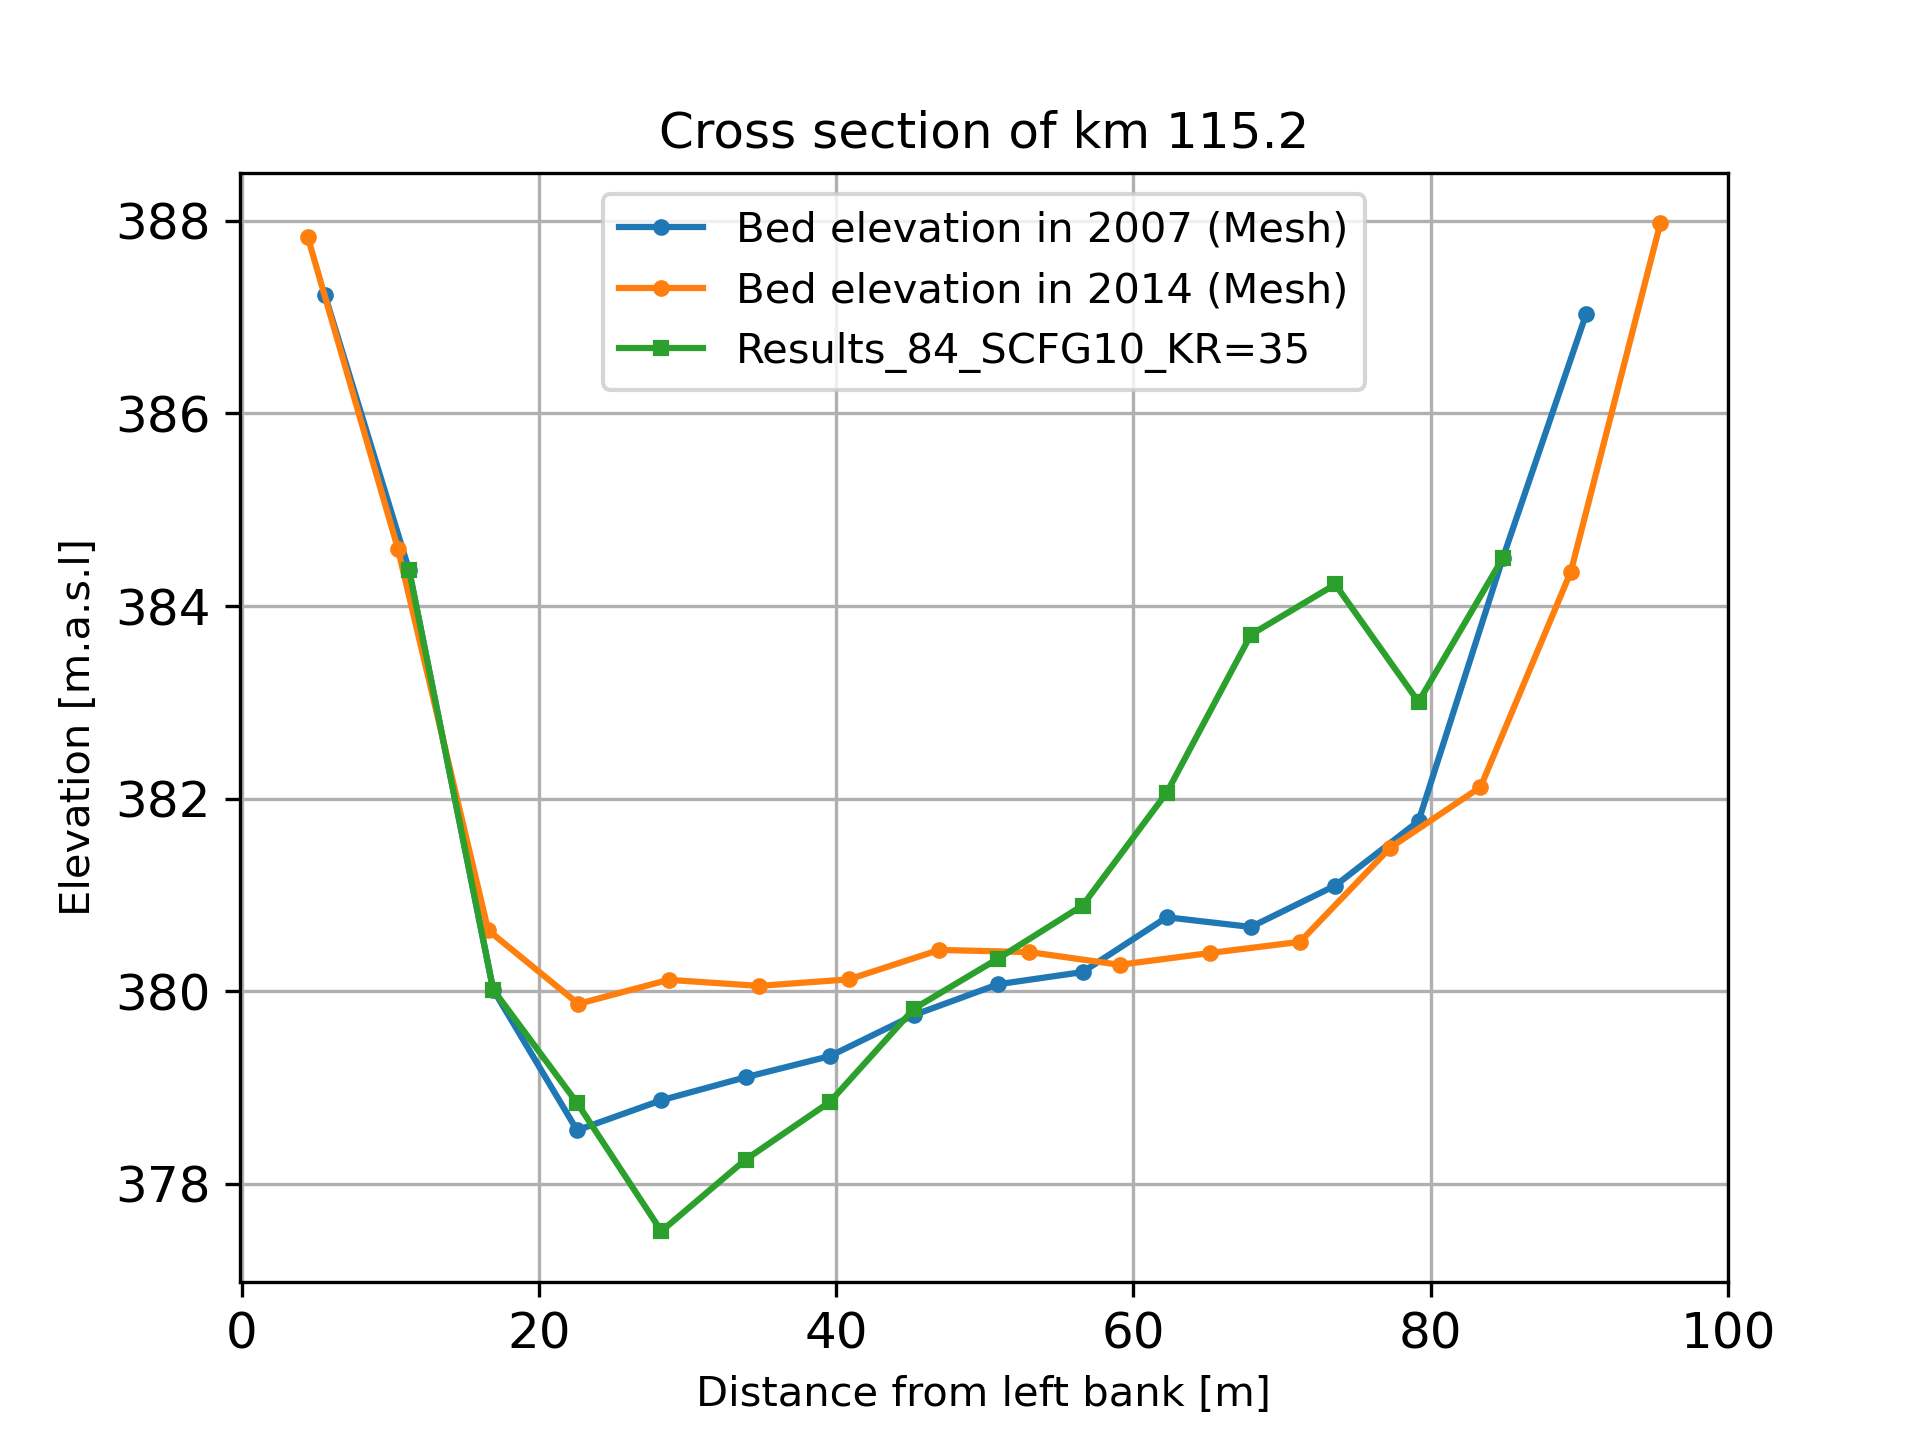 Cross section of km 115.2
Bed elevation in 2007 (Mesh)
Bed elevation in 2014 (Mesh)
Results_84_SCFG10_KR=35
388
386
384
382
380
378
Elevation [m.a.s.l]
0 20 40 60 80 100
Distance from left bank [m]